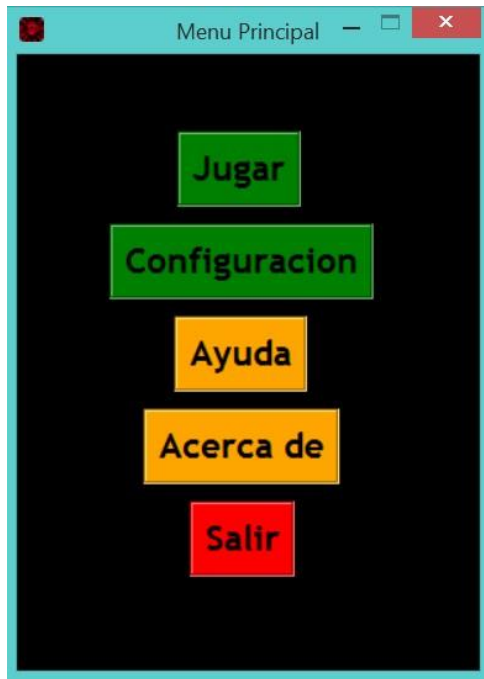 Menu Principal
Jugar
Configuracion
Ayuda
Acerca de
Salir